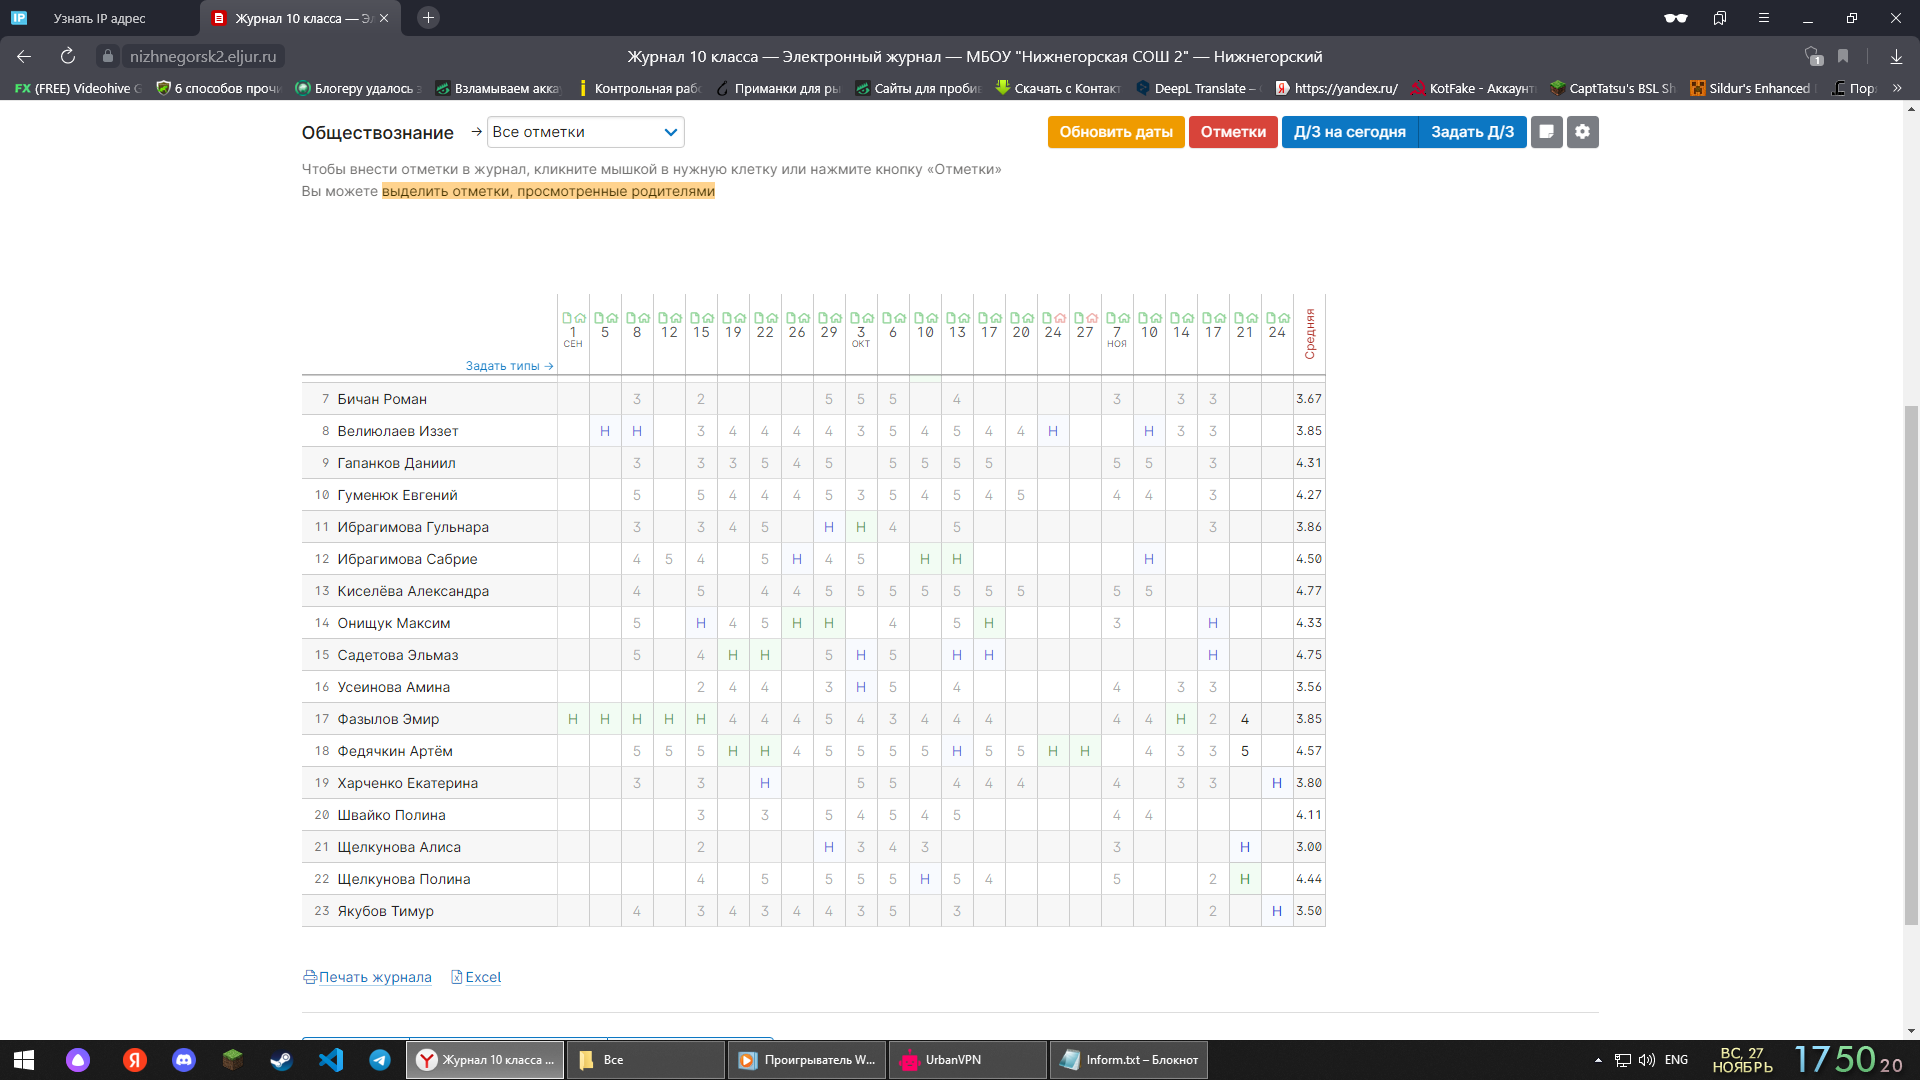 Узнать IP адрес
Журнал 10 класса — Эл
nizhnegorsk2.eljur.ru
Журнал 10 класса — Электронный журнал — МБОУ "Нижнегорская СОШ 2" — Нижнегорский
1
FX (FREE) Videohive G 6 способов прочи Блогеру удалось з Взламываем акка Контрольная рабо Приманки для ры Сайты для пробив Скачать с Контакт DeepL Translate – https://yandex.ru/ KotFake - Аккаунт CaptTatsu's BSL Sh Sildur's Enhanced Пор »
Обществознание → Все отметки
Обновить даты Отметки Д/З на сегодня Задать Д/З
Чтобы внести отметки в журнал, кликните мышкой в нужную клетку или нажмите кнопку «Отметки»
Вы можете выделить отметки, просмотренные родителями
1 5 8 12 15 19 22 26 29 3 6 10 13 17 20 24 27 7 10 14 17 21 24 Средняя
СЕН ОКТ НОЯ
Задать типы →
7 Бичан Роман 3 2 5 5 5 4 3 3 3 3.67
8 Велиюлаев Иззет Н Н 3 4 4 4 4 3 5 4 5 4 4 Н Н 3 3 3.85
9 Гапанков Даниил 3 3 3 5 4 5 5 5 5 5 5 5 3 4.31
10 Гуменюк Евгений 5 5 4 4 4 5 3 5 4 5 4 5 4 4 3 4.27
11 Ибрагимова Гульнара 3 3 4 5 Н Н 4 5 3 3.86
12 Ибрагимова Сабрие 4 5 4 5 Н 4 5 Н Н Н 4.50
13 Киселёва Александра 4 5 4 4 5 5 5 5 5 5 5 5 5 4.77
14 Онищук Максим 5 Н 4 5 Н Н 4 5 Н 3 Н 4.33
15 Садетова Эльмаз 5 4 Н Н 5 Н 5 Н Н Н 4.75
16 Усеинова Амина 2 4 4 3 Н 5 4 4 3 3 3.56
17 Фазылов Эмир Н Н Н Н Н 4 4 4 5 4 3 4 4 4 4 4 Н 2 4 3.85
18 Федячкин Артём 5 5 5 Н Н 4 5 5 5 5 Н 5 5 Н Н 4 3 3 5 4.57
19 Харченко Екатерина 3 3 Н 5 5 4 4 4 4 3 3 Н 3.80
20 Швайко Полина 3 3 5 4 5 4 5 4 4 4.11
21 Щелкунова Алиса 2 Н 3 4 3 3 Н 3.00
22 Щелкунова Полина 4 5 5 5 5 Н 5 4 5 2 Н 4.44
23 Якубов Тимур 4 3 4 3 4 4 3 5 3 2 Н 3.50
Печать журнала Excel
Журнал 10 класса ... Все Проигрыватель W... UrbanVPN Inform.txt – Блокнот ENG ВС, 27 НОЯБРЬ 17 50 20